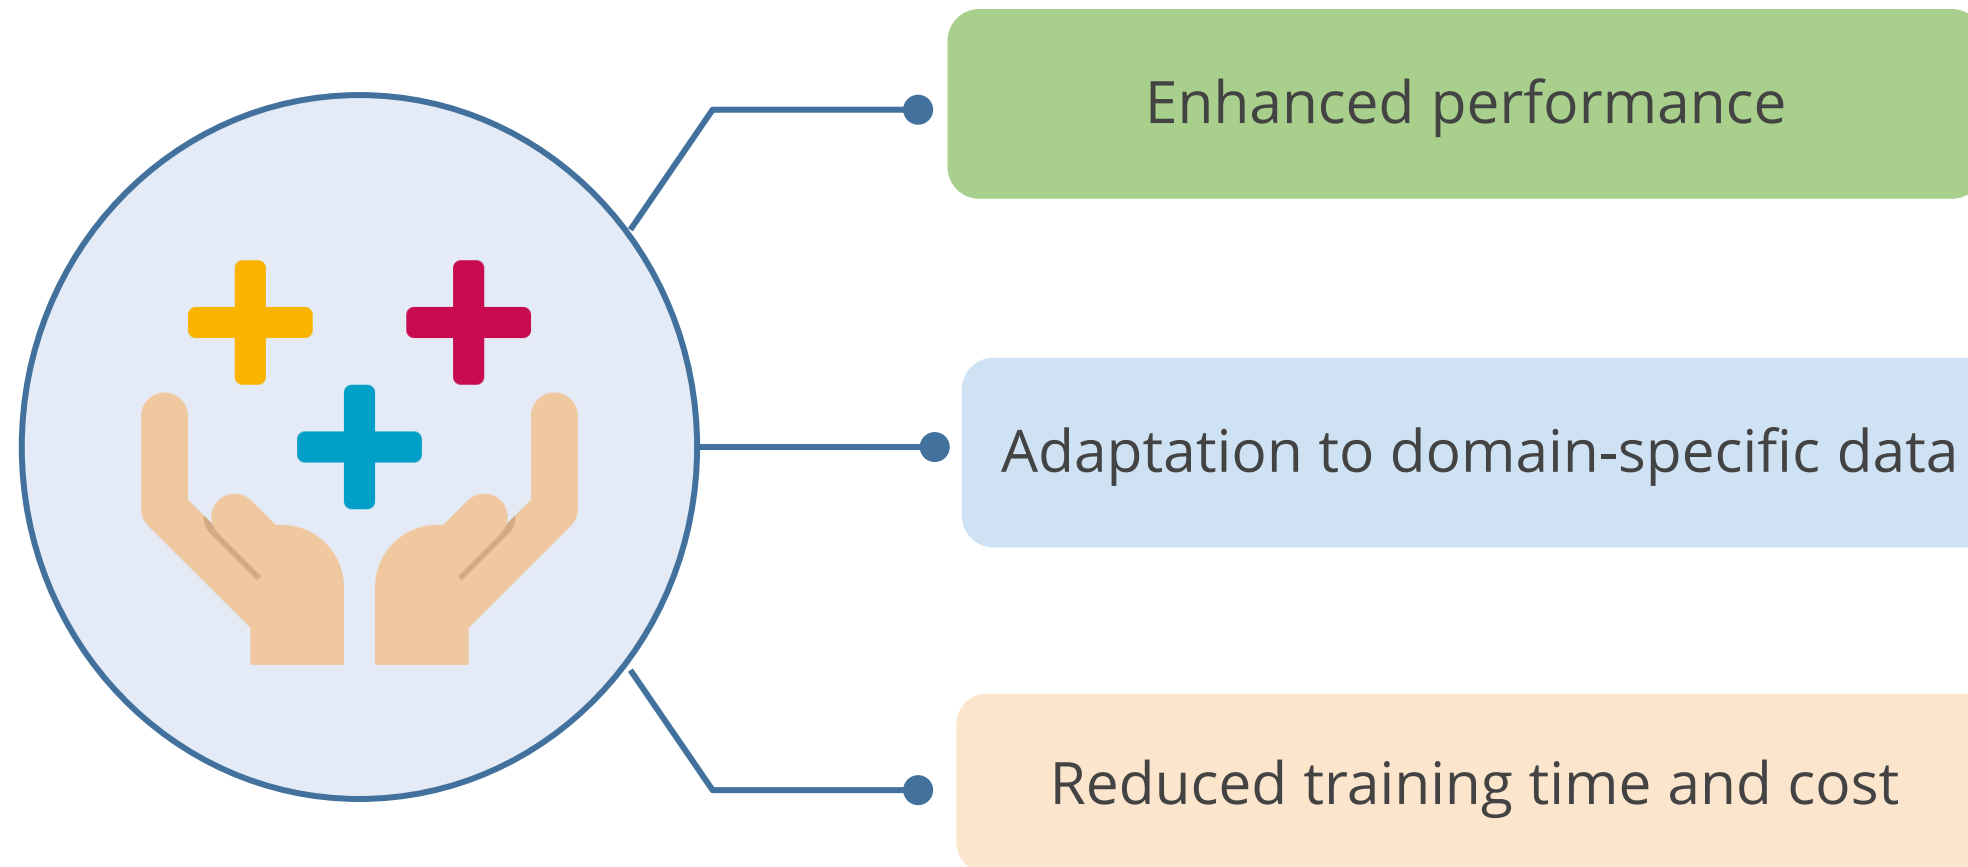 Enhanced performance
Adaptation to domain-specific data
Reduced training time and cost